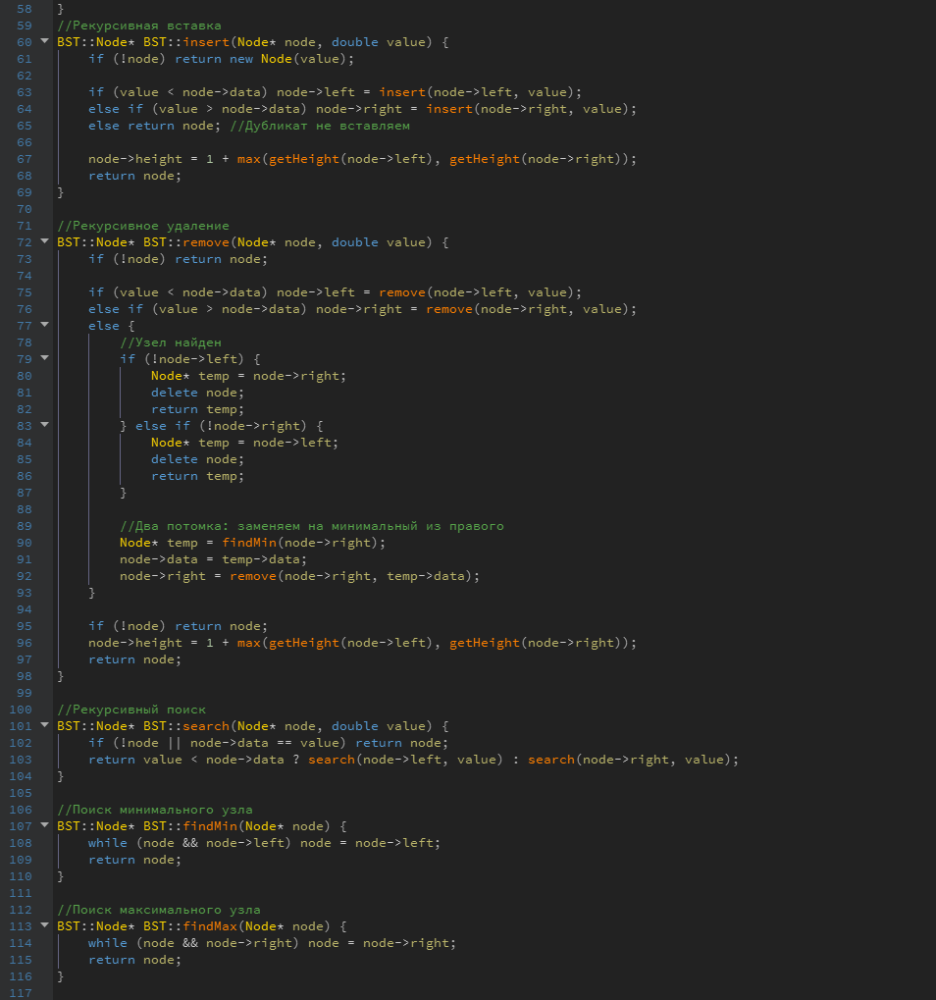 58 }
59 //Рекурсивная вставка
60 BST::Node* BST::insert(Node* node, double value) {
61     if (!node) return new Node(value);
62
63     if (value < node->data) node->left = insert(node->left, value);
64     else if (value > node->data) node->right = insert(node->right, value);
65     else return node; //Дубликат не вставляем
66
67     node->height = 1 + max(getHeight(node->left), getHeight(node->right));
68     return node;
69 }
70
71 //Рекурсивное удаление
72 BST::Node* BST::remove(Node* node, double value) {
73     if (!node) return node;
74
75     if (value < node->data) node->left = remove(node->left, value);
76     else if (value > node->data) node->right = remove(node->right, value);
77     else {
78         //Узел найден
79         if (!node->left) {
80             Node* temp = node->right;
81             delete node;
82             return temp;
83         } else if (!node->right) {
84             Node* temp = node->left;
85             delete node;
86             return temp;
87         }
88
89         //Два потомка: заменяем на минимальный из правого
90         Node* temp = findMin(node->right);
91         node->data = temp->data;
92         node->right = remove(node->right, temp->data);
93     }
94
95     if (!node) return node;
96     node->height = 1 + max(getHeight(node->left), getHeight(node->right));
97     return node;
98 }
99
100 //Рекурсивный поиск
101 BST::Node* BST::search(Node* node, double value) {
102     if (!node || node->data == value) return node;
103     return value < node->data ? search(node->left, value) : search(node->right, value);
104 }
105
106 //Поиск минимального узла
107 BST::Node* BST::findMin(Node* node) {
108     while (node && node->left) node = node->left;
109     return node;
110 }
111
112 //Поиск максимального узла
113 BST::Node* BST::findMax(Node* node) {
114     while (node && node->right) node = node->right;
115     return node;
116 }
117